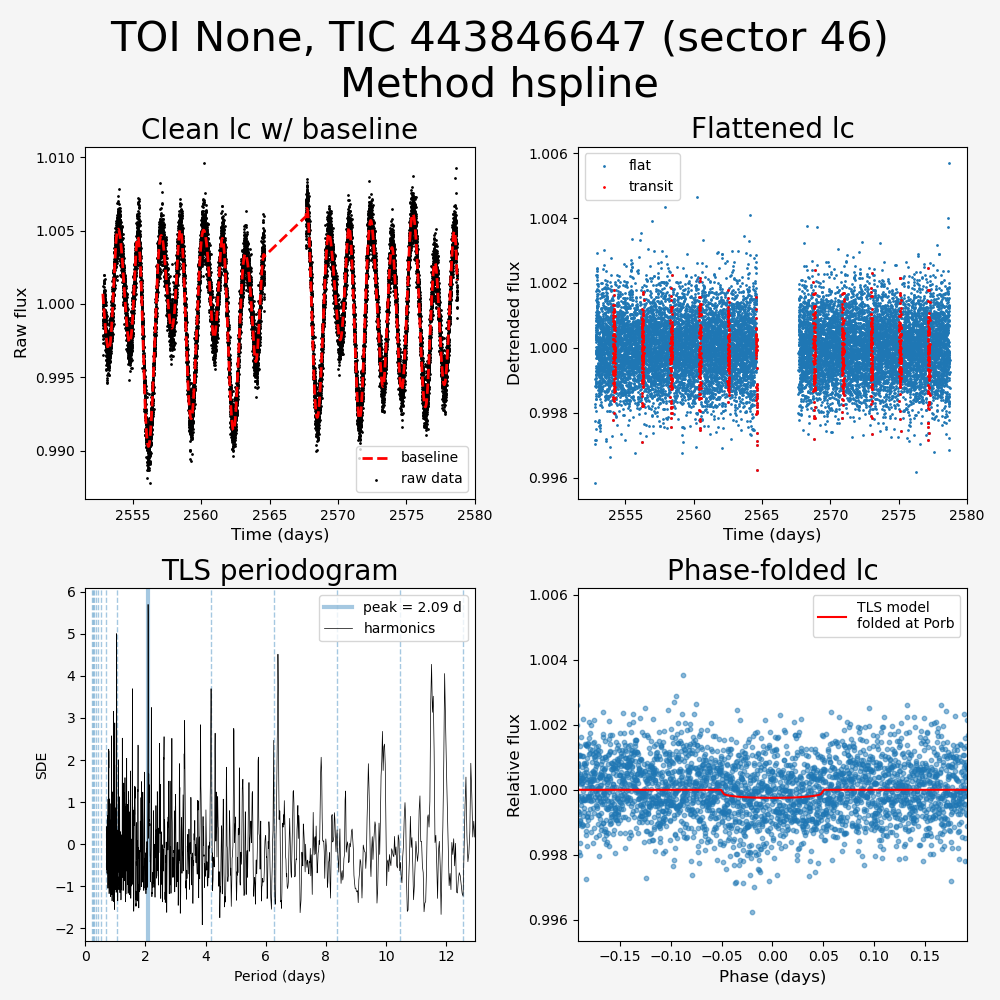 TOI None, TIC 443846647 (sector 46)
Method hspline
Clean lc w/ baseline
Raw flux
1.010
1.005
1.000
0.995
0.990
baseline
raw data
2555 2560 2565 2570 2575 2580
Time (days)
Flattened lc
Detrended flux
1.006
1.004
1.002
1.000
0.998
0.996
flat
transit
2555 2560 2565 2570 2575 2580
Time (days)
TLS periodogram
SDE
6
5
4
3
2
1
0
−1
−2
peak = 2.09 d
harmonics
0 2 4 6 8 10 12
Period (days)
Phase-folded lc
Relative flux
1.006
1.004
1.002
1.000
0.998
0.996
TLS model
folded at Porb
−0.15 −0.10 −0.05 0.00 0.05 0.10 0.15
Phase (days)